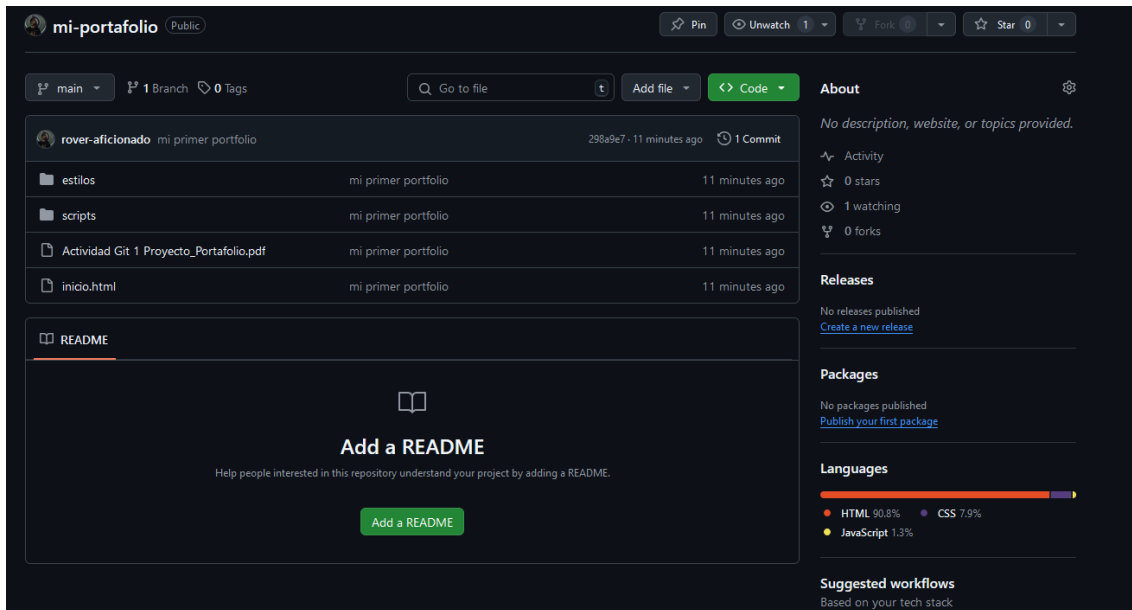 mi-portafolio Public
Pin
Unwatch 1
Fork 0
Star 0
main
1 Branch
0 Tags
Go to file
t
Add file
Code
rover-aficionado mi primer portfolio 298a9e7 · 11 minutes ago 1 Commit
estilos mi primer portfolio 11 minutes ago
scripts mi primer portfolio 11 minutes ago
Actividad Git 1 Proyecto_Portafolio.pdf mi primer portfolio 11 minutes ago
inicio.html mi primer portfolio 11 minutes ago
README
Add a README
Help people interested in this repository understand your project by adding a README.
Add a README
About
No description, website, or topics provided.
Activity
0 stars
1 watching
0 forks
Releases
No releases published
Create a new release
Packages
No packages published
Publish your first package
Languages
HTML 90.8% CSS 7.9%
JavaScript 1.3%
Suggested workflows
Based on your tech stack